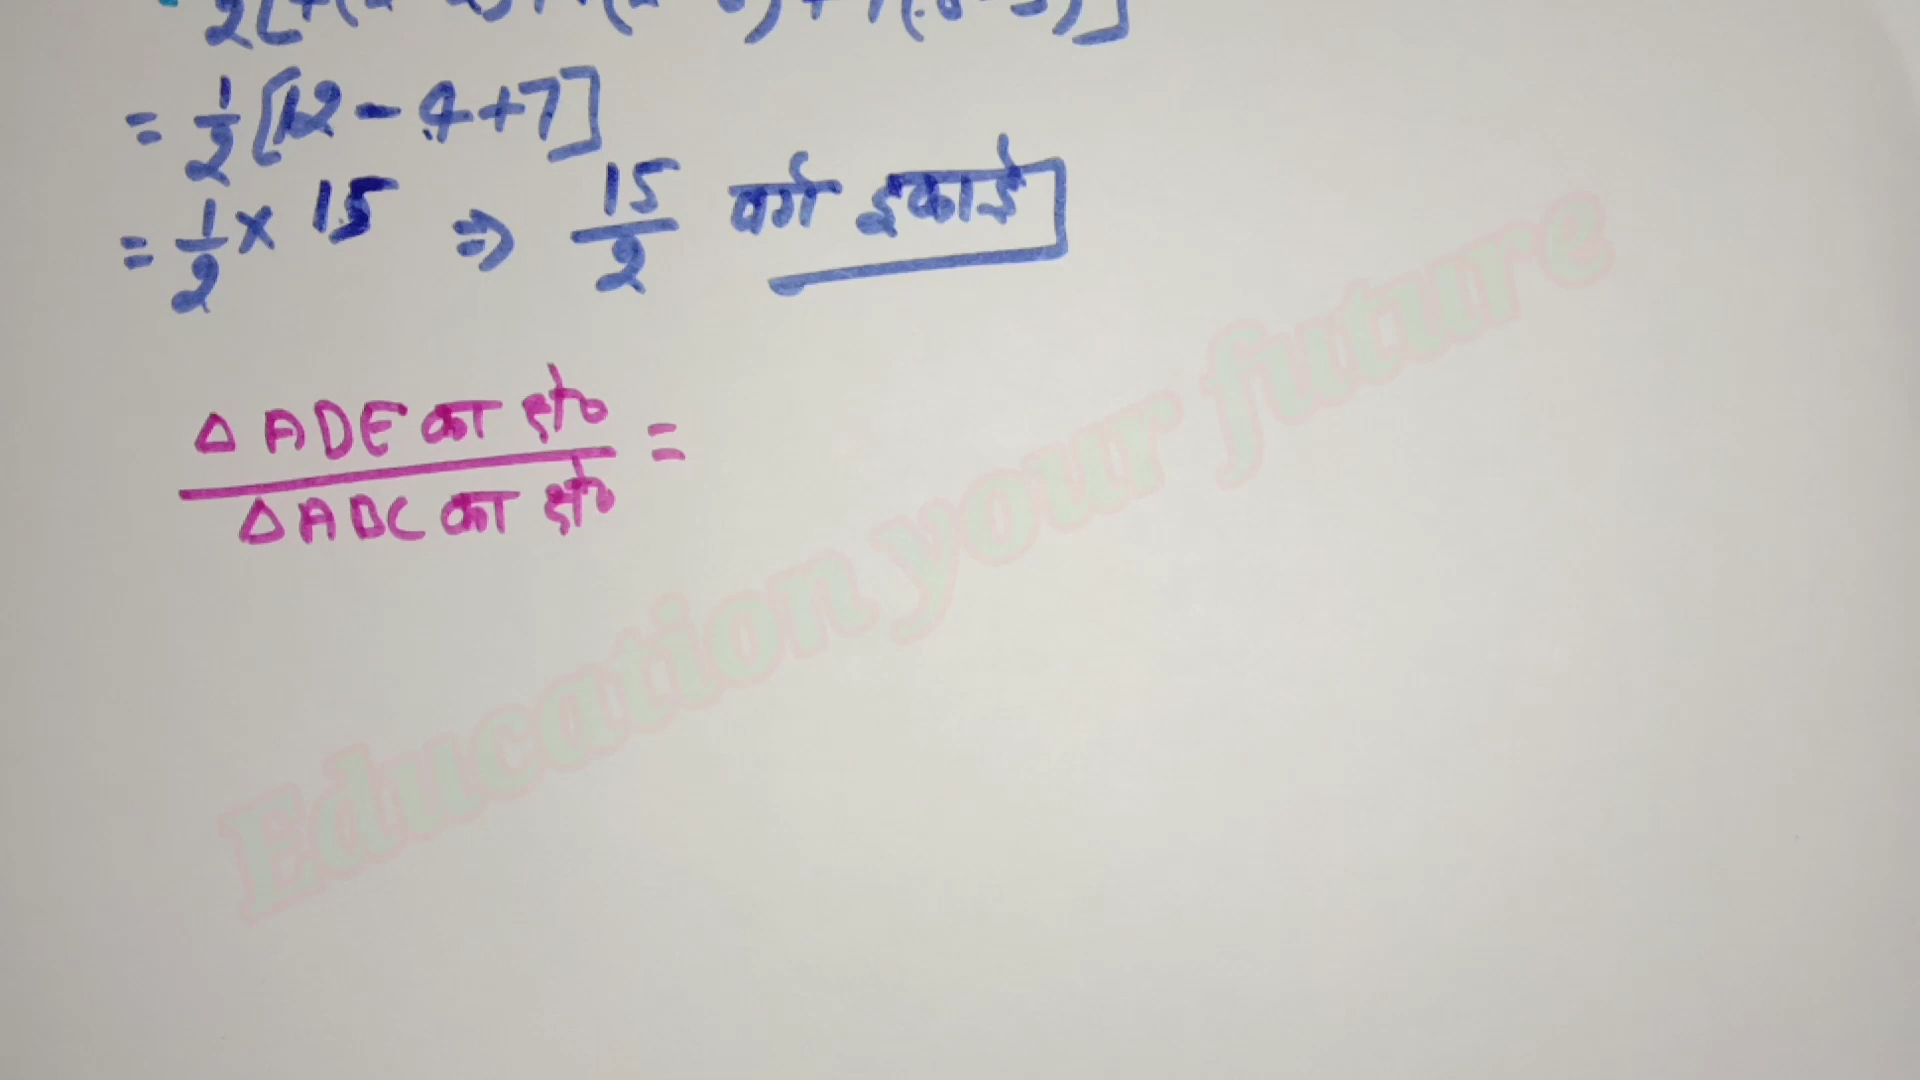 = 1/2 [12 - 4 + 7]
= 1/2 × 15 ⇒ 15/2 वर्ग इकाई
△ ADE का क्षे०
=
△ ABC का क्षे०
Education your future